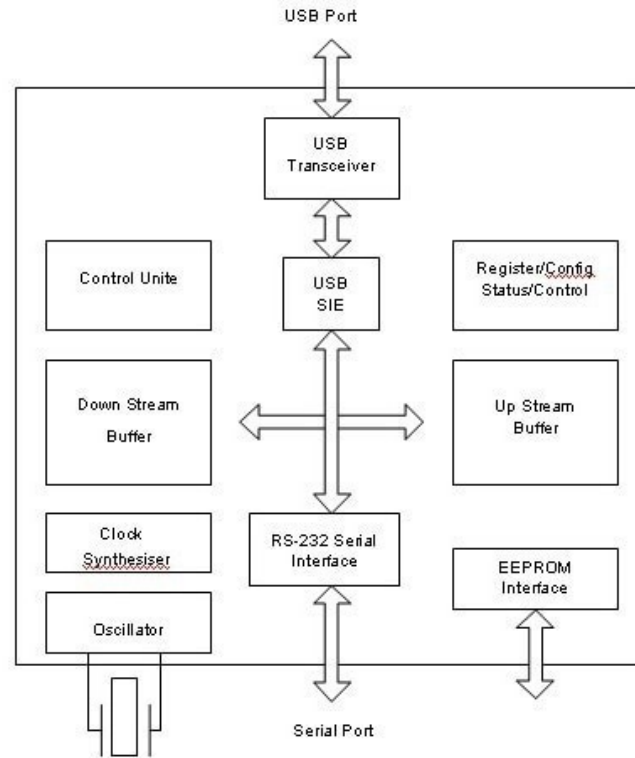 USB Port
USB
Transceiver
Control Unite
USB
SIE
Register/Config
Status/Control
Down Stream
Buffer
Up Stream
Buffer
Clock
Synthesiser
RS-232 Serial
Interface
EEPROM
Interface
Oscillator
Serial Port